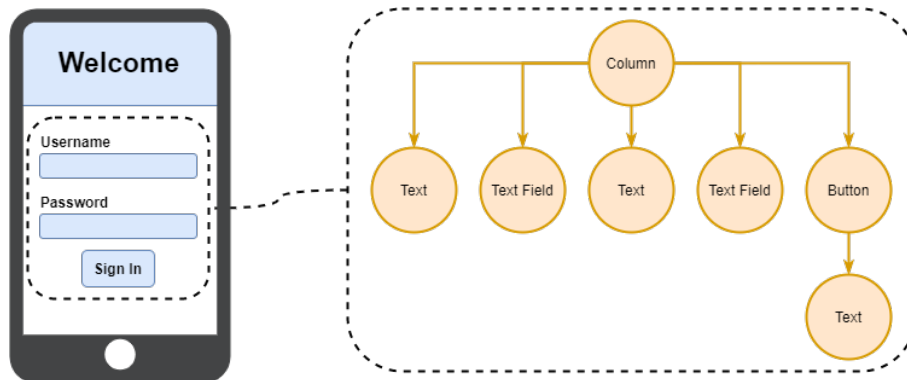 Welcome
Username
Password
Sign In
Column
Text
Text Field
Text
Text Field
Button
Text